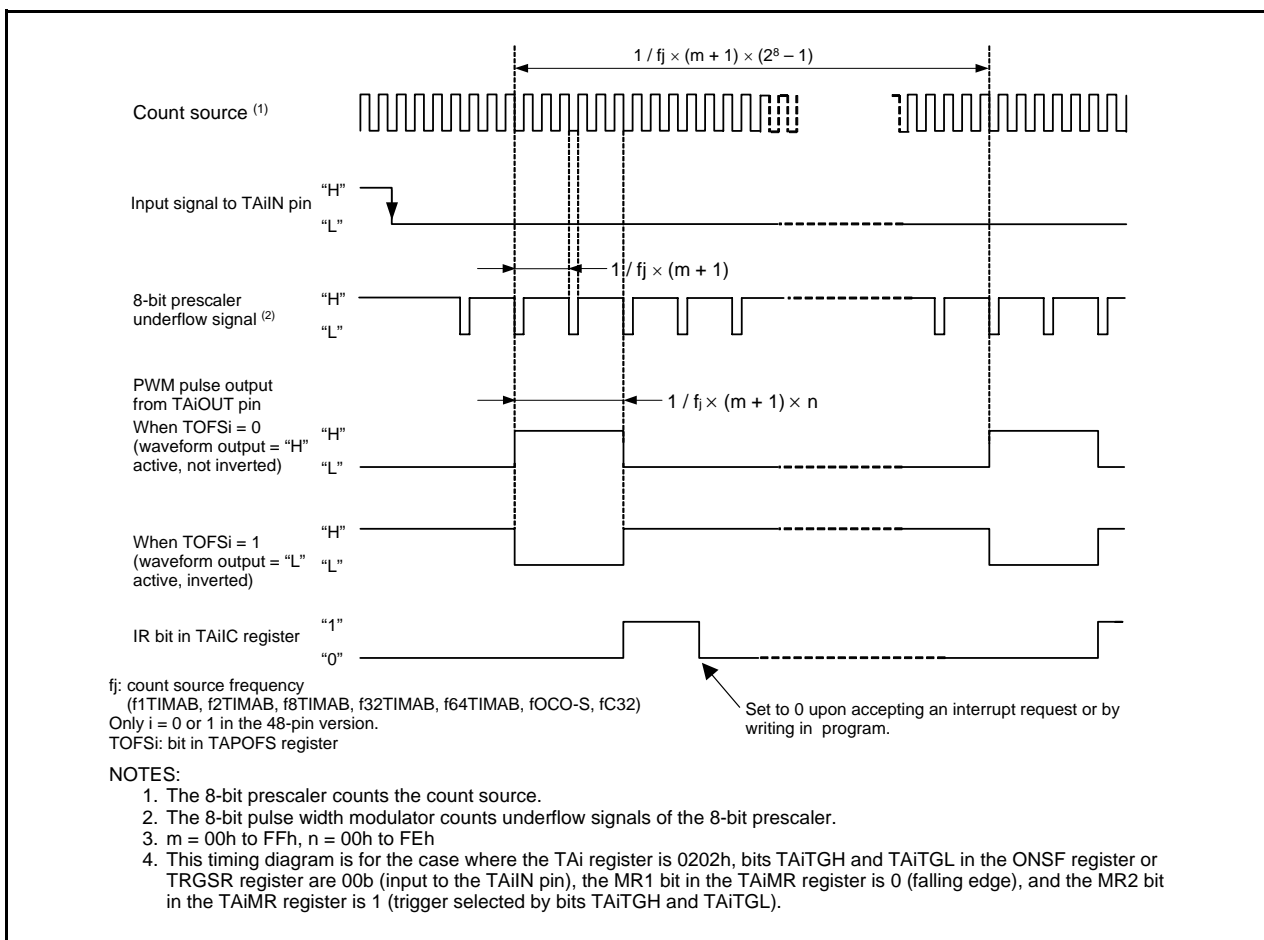 1 / fj × (m + 1) × (2⁸ – 1)
Count source (1)
Input signal to TAiIN pin
“H”
“L”
1 / fj × (m + 1)
8-bit prescaler
underflow signal (2)
“H”
“L”
PWM pulse output
from TAiOUT pin
1 / fj × (m + 1) × n
When TOFSi = 0
(waveform output = “H”
active, not inverted)
“H”
“L”
When TOFSi = 1
(waveform output = “L”
active, inverted)
“H”
“L”
IR bit in TAiIC register
“1”
“0”
fj: count source frequency
(f1TIMAB, f2TIMAB, f8TIMAB, f32TIMAB, f64TIMAB, fOCO-S, fC32)
Only i = 0 or 1 in the 48-pin version.
TOFSi: bit in TAPOFS register
Set to 0 upon accepting an interrupt request or by
writing in program.
NOTES:
1. The 8-bit prescaler counts the count source.
2. The 8-bit pulse width modulator counts underflow signals of the 8-bit prescaler.
3. m = 00h to FFh, n = 00h to FEh
4. This timing diagram is for the case where the TAi register is 0202h, bits TAiTGH and TAiTGL in the ONSF register or
TRGSR register are 00b (input to the TAiIN pin), the MR1 bit in the TAiMR register is 0 (falling edge), and the MR2 bit
in the TAiMR register is 1 (trigger selected by bits TAiTGH and TAiTGL).